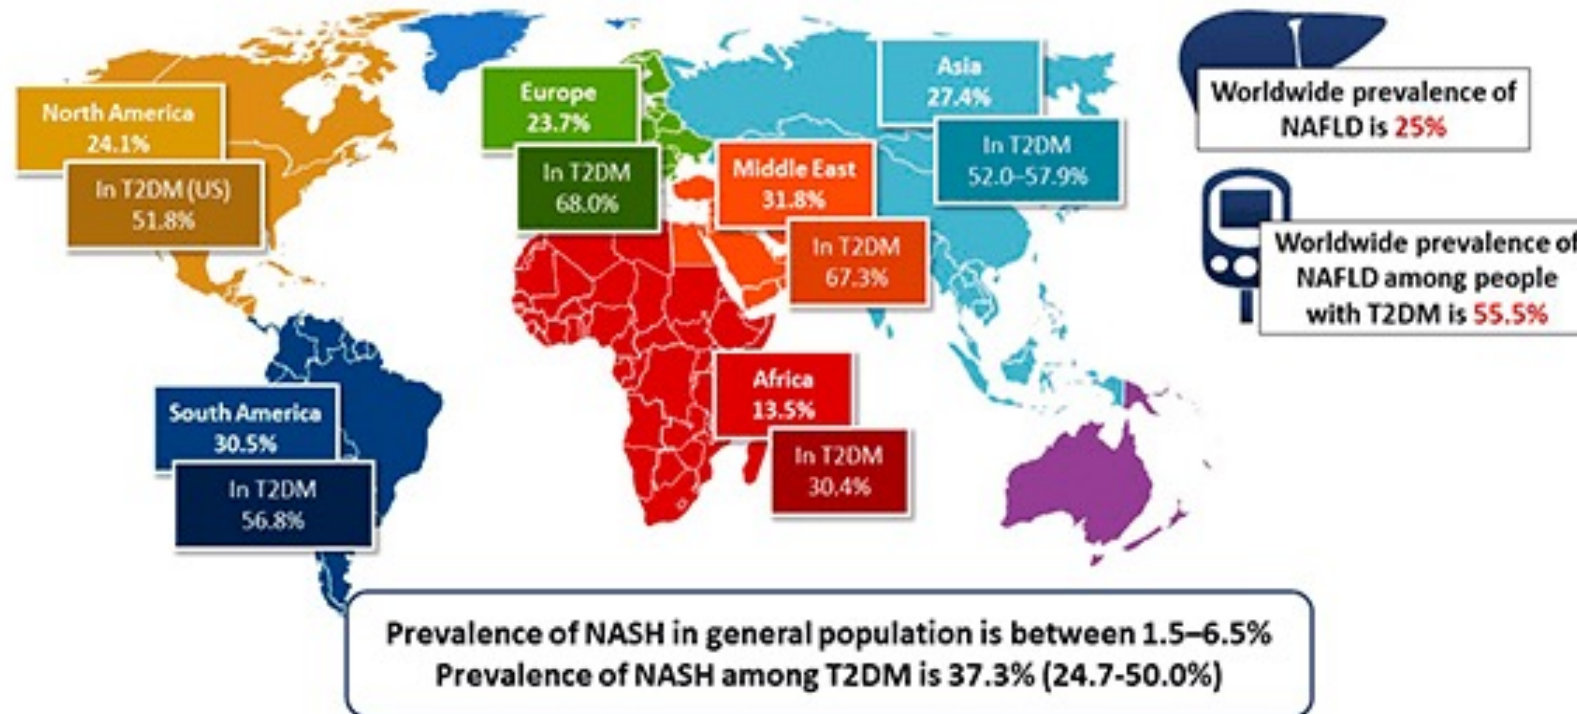 North America
24.1%
In T2DM (US)
51.8%
South America
30.5%
In T2DM
56.8%
Europe
23.7%
In T2DM
68.0%
Middle East
31.8%
In T2DM
67.3%
Africa
13.5%
In T2DM
30.4%
Asia
27.4%
In T2DM
52.0–57.9%
Worldwide prevalence of
NAFLD is 25%
Worldwide prevalence of
NAFLD among people
with T2DM is 55.5%
Prevalence of NASH in general population is between 1.5–6.5%
Prevalence of NASH among T2DM is 37.3% (24.7-50.0%)